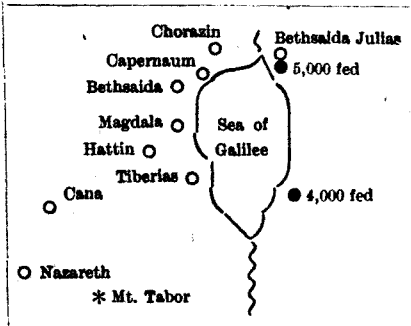 Chorazin
Bethsaida Julias
Capernaum
5,000 fed
Bethsaida
Magdala
Sea of
Galilee
Hattin
Tiberias
Cana
4,000 fed
Nazareth
* Mt. Tabor